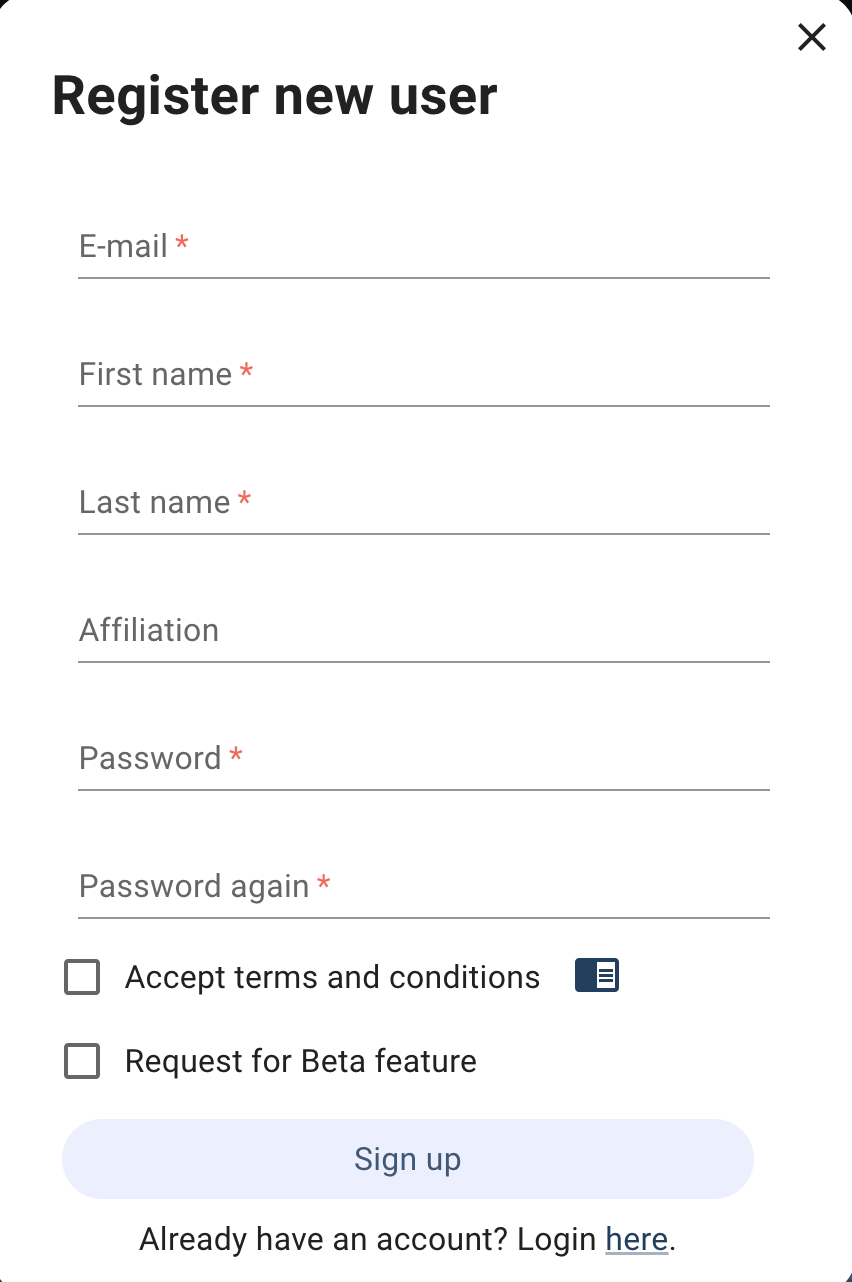 Register new user
E-mail *
First name *
Last name *
Affiliation
Password *
Password again *
Accept terms and conditions
Request for Beta feature
Sign up
Already have an account? Login here.